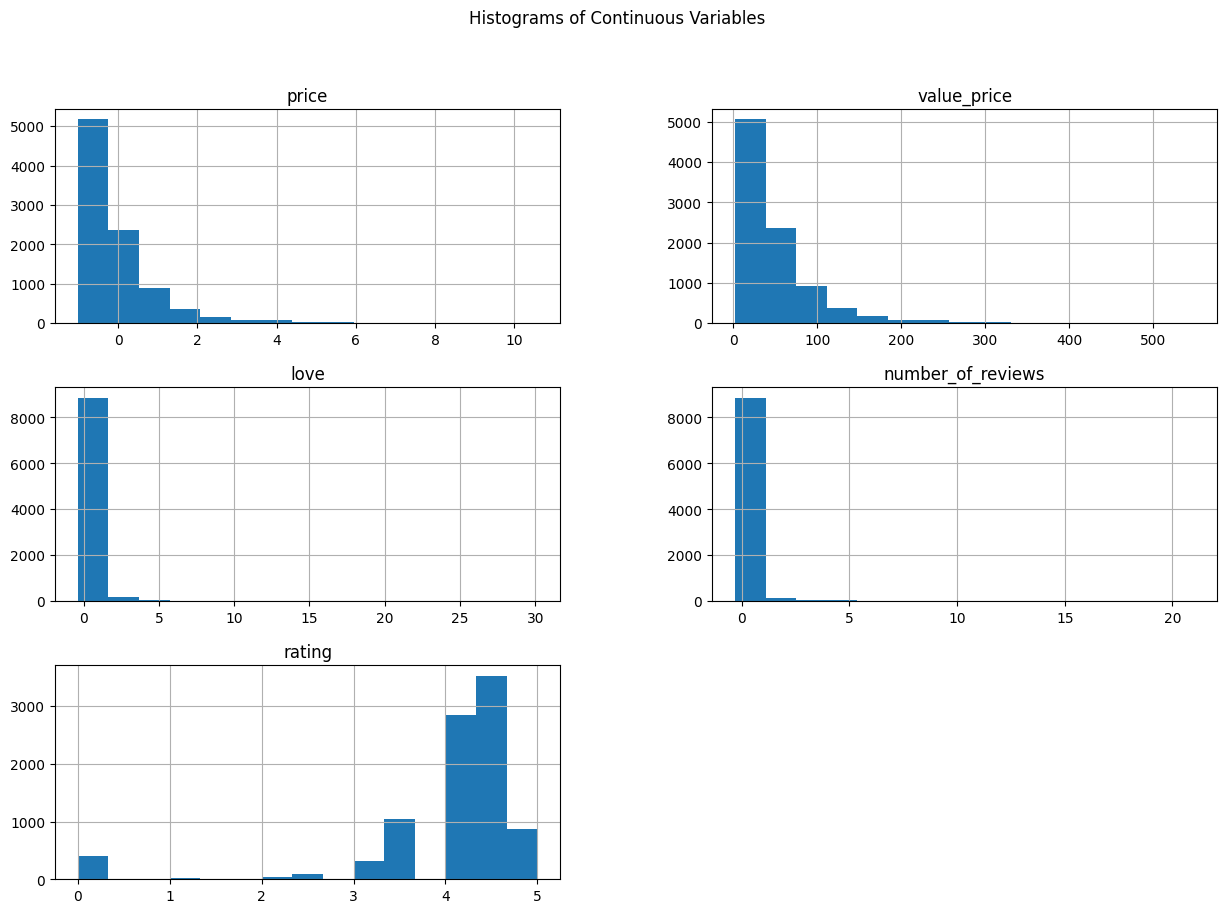 Histograms of Continuous Variables
price
value_price
5000
4000
3000
2000
1000
0
0 2 4 6 8 10
5000
4000
3000
2000
1000
0
0 100 200 300 400 500
love
number_of_reviews
8000
6000
4000
2000
0
0 5 10 15 20 25 30
8000
6000
4000
2000
0
0 5 10 15 20
rating
3000
2000
1000
0
0 1 2 3 4 5